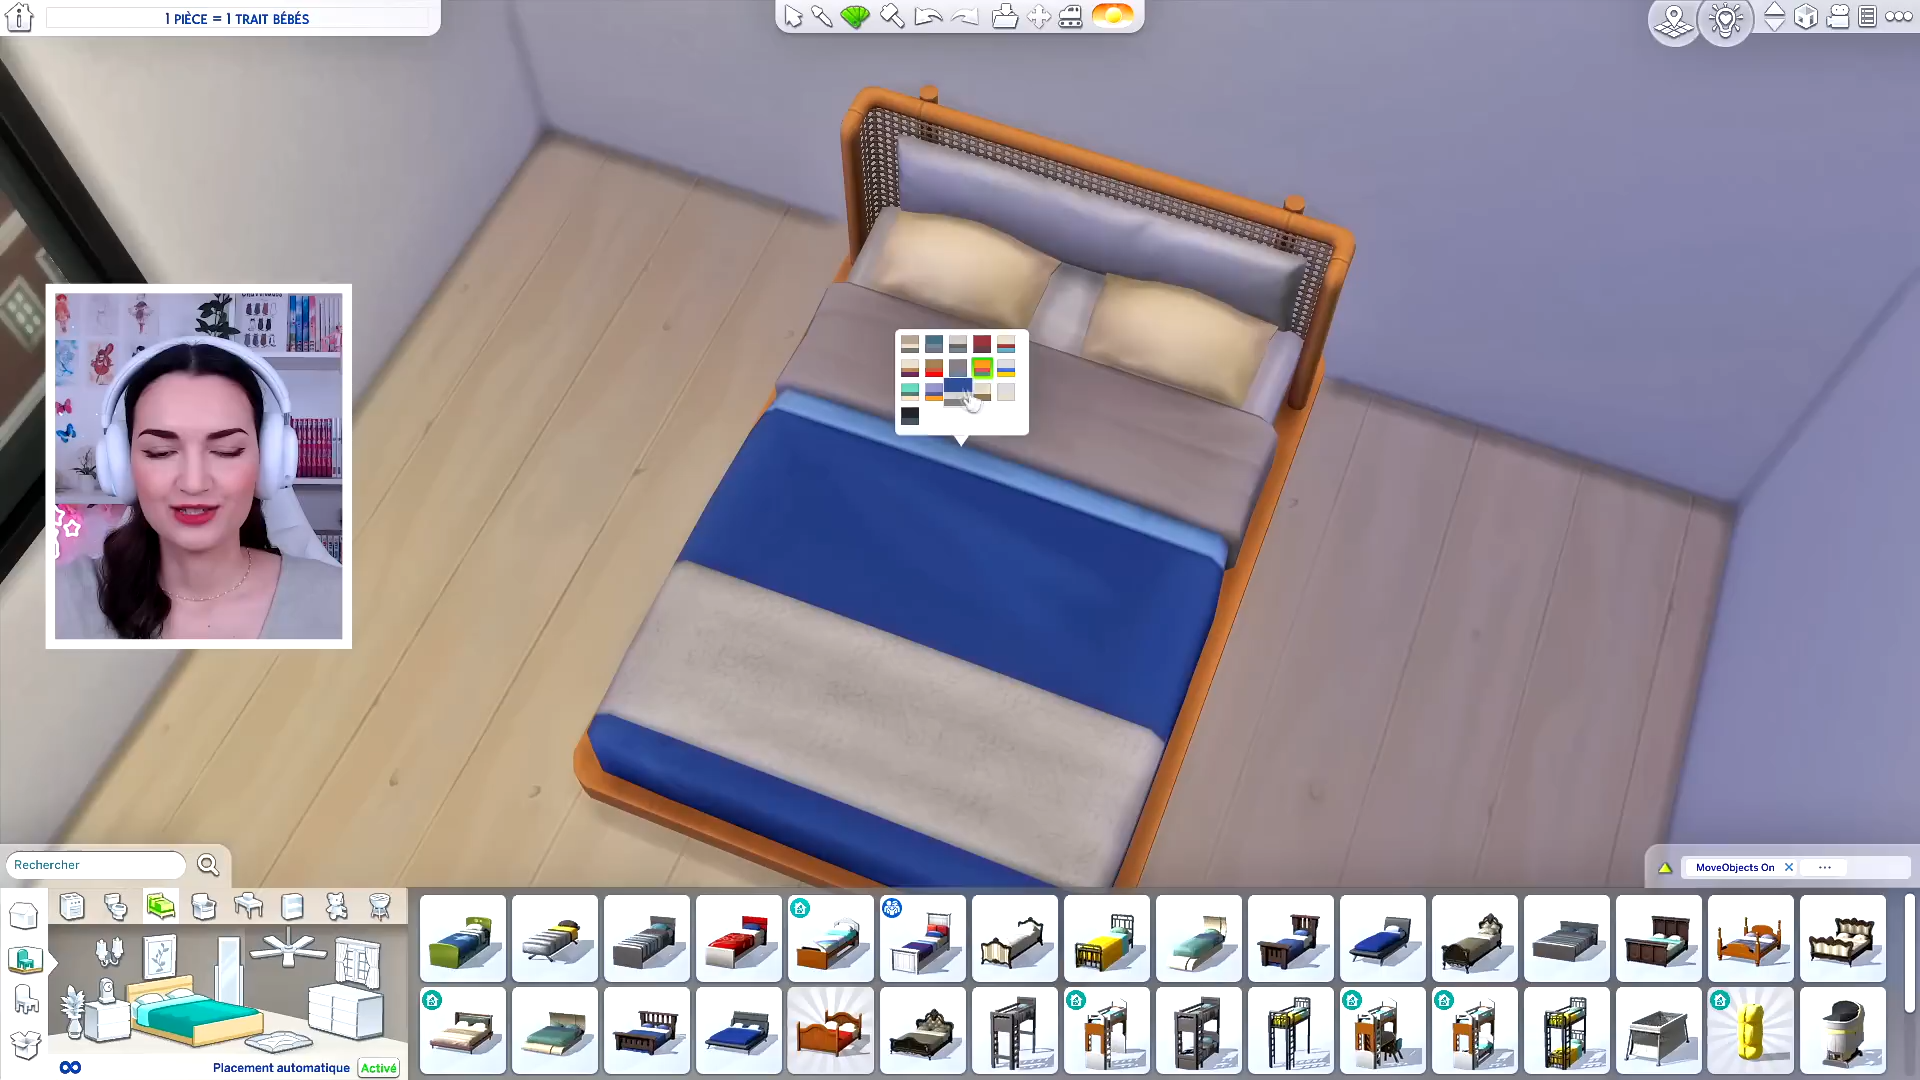 1 PIÈCE = 1 TRAIT BÉBÉS
Rechercher
MoveObjects On
Placement automatique
Activé